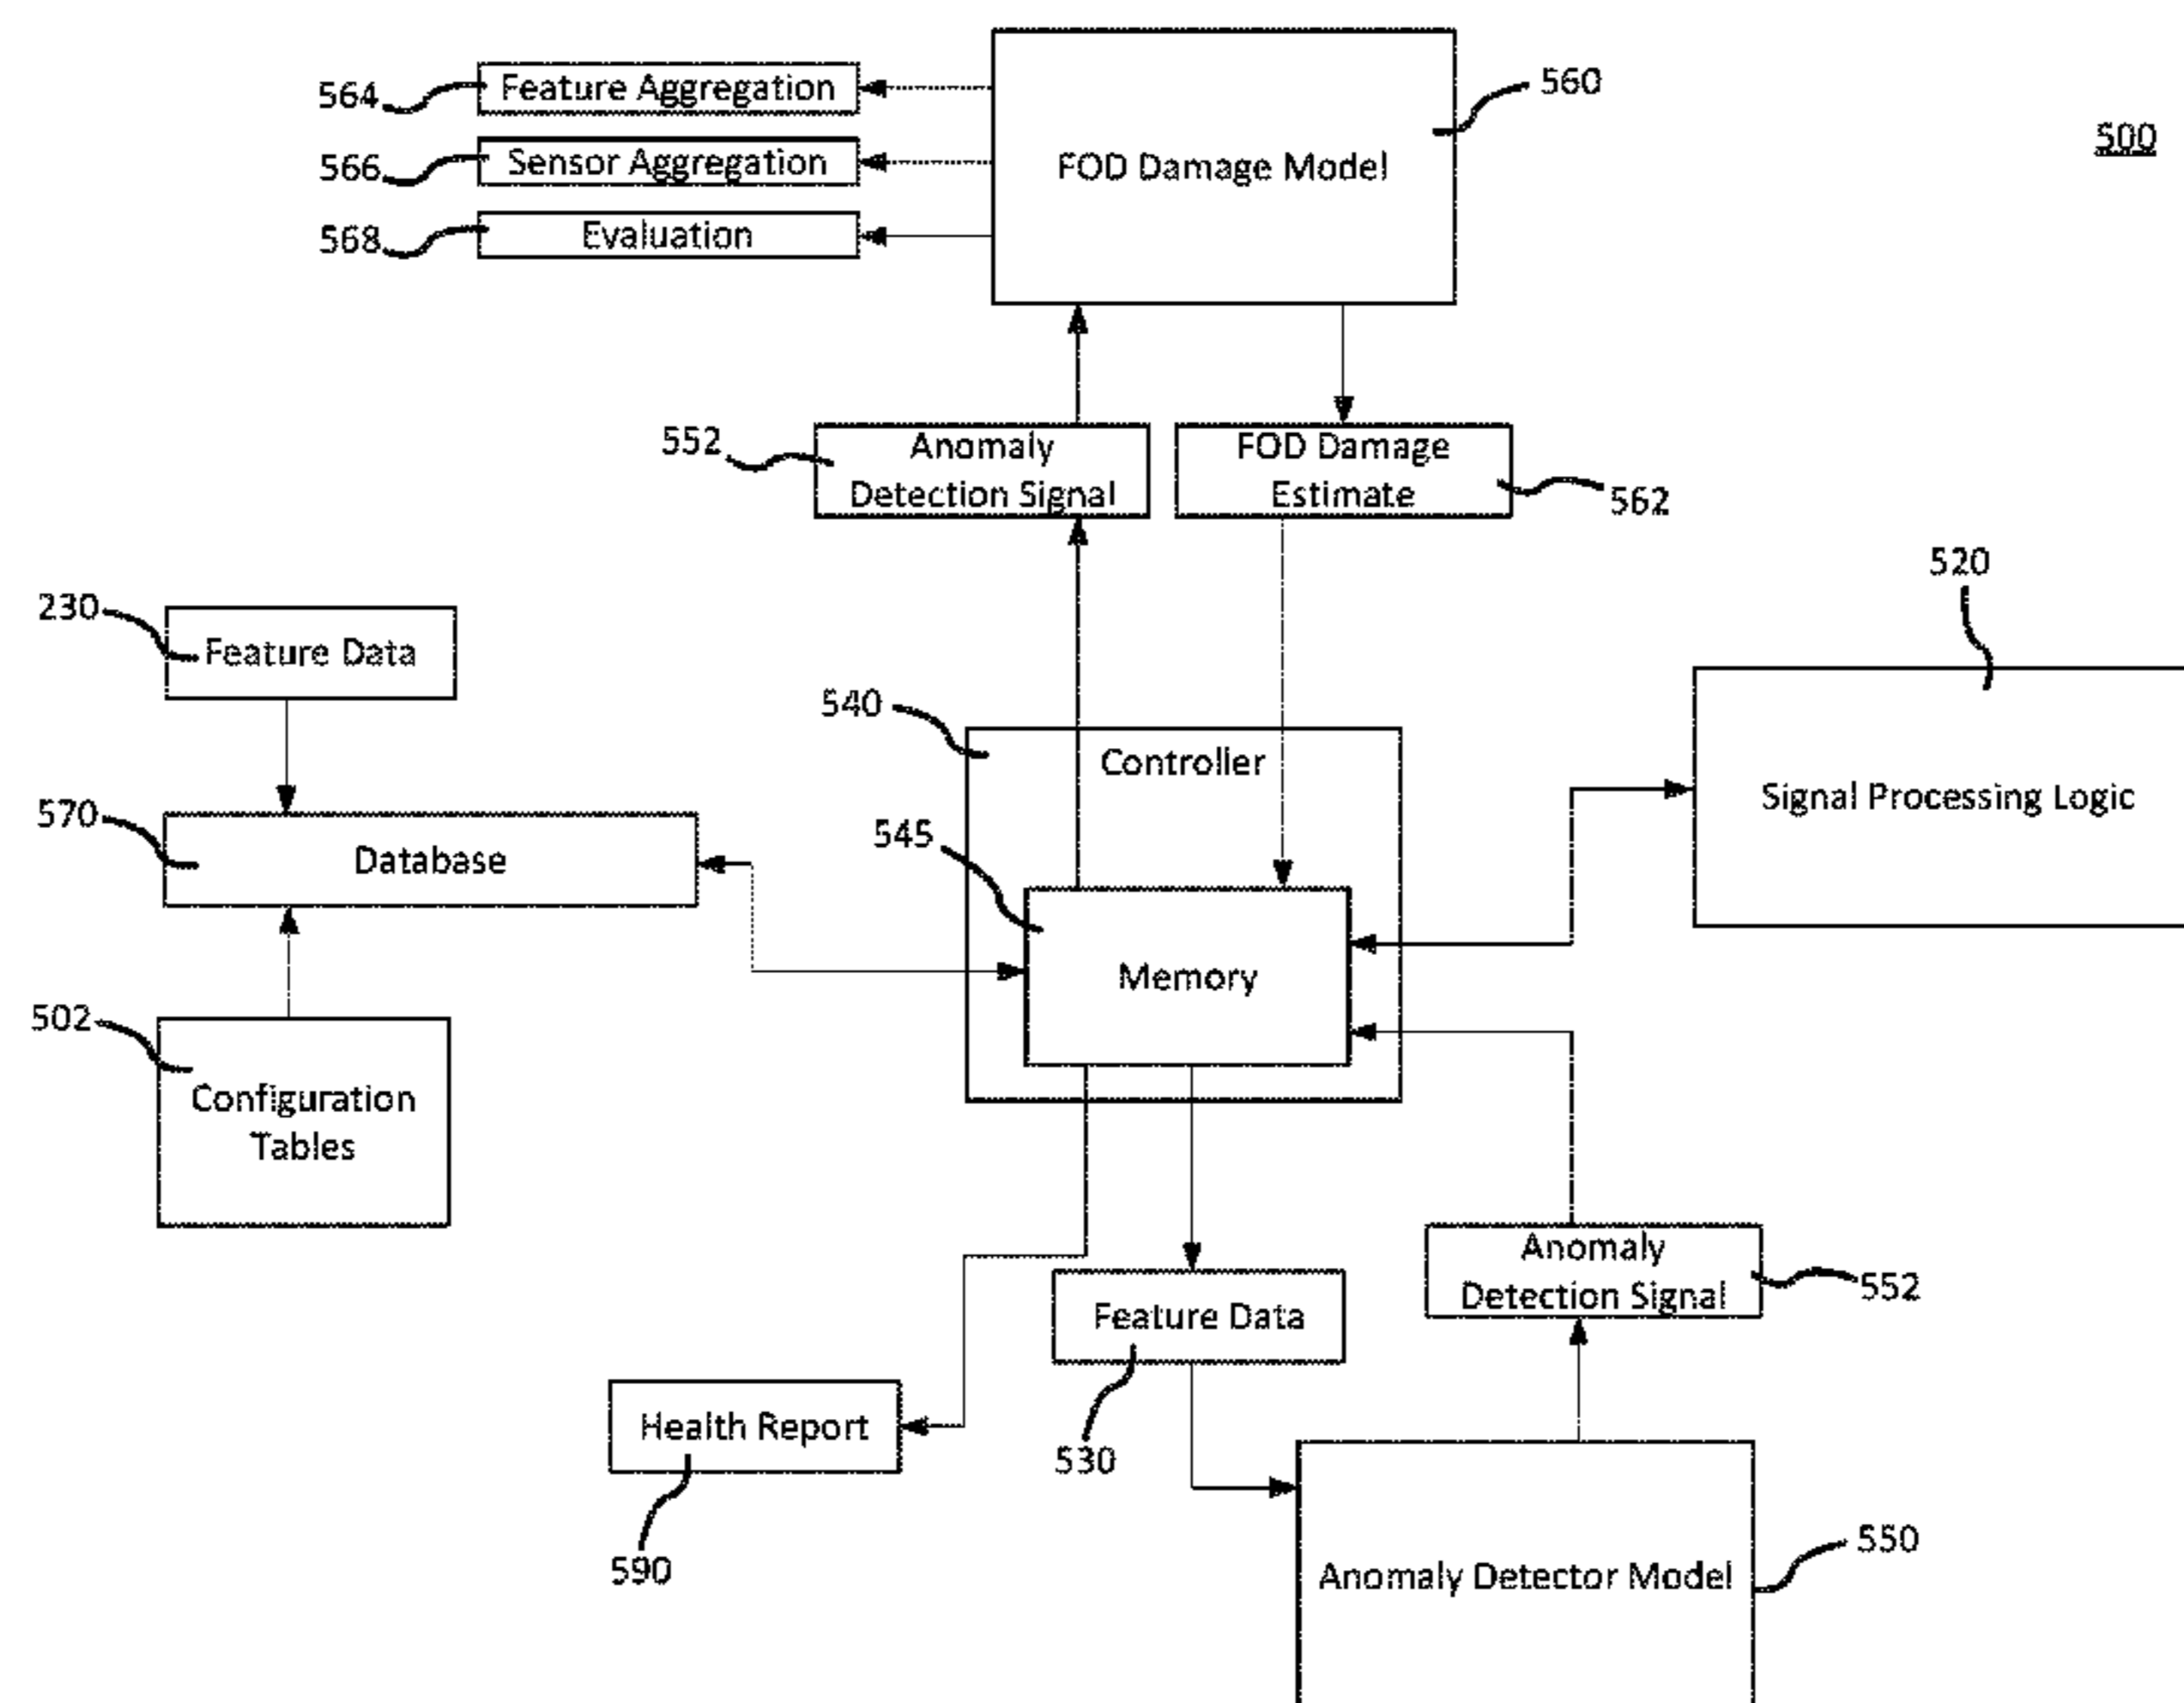 564
Feature Aggregation
566
Sensor Aggregation
568
Evaluation
FOD Damage Model
560
500
552
Anomaly
Detection Signal
FOD Damage
Estimate
562
520
230
Feature Data
540
Controller
Signal Processing Logic
570
Database
545
Memory
502
Configuration
Tables
Anomaly
Detection Signal
552
Feature Data
530
Health Report
590
Anomaly Detector Model
550